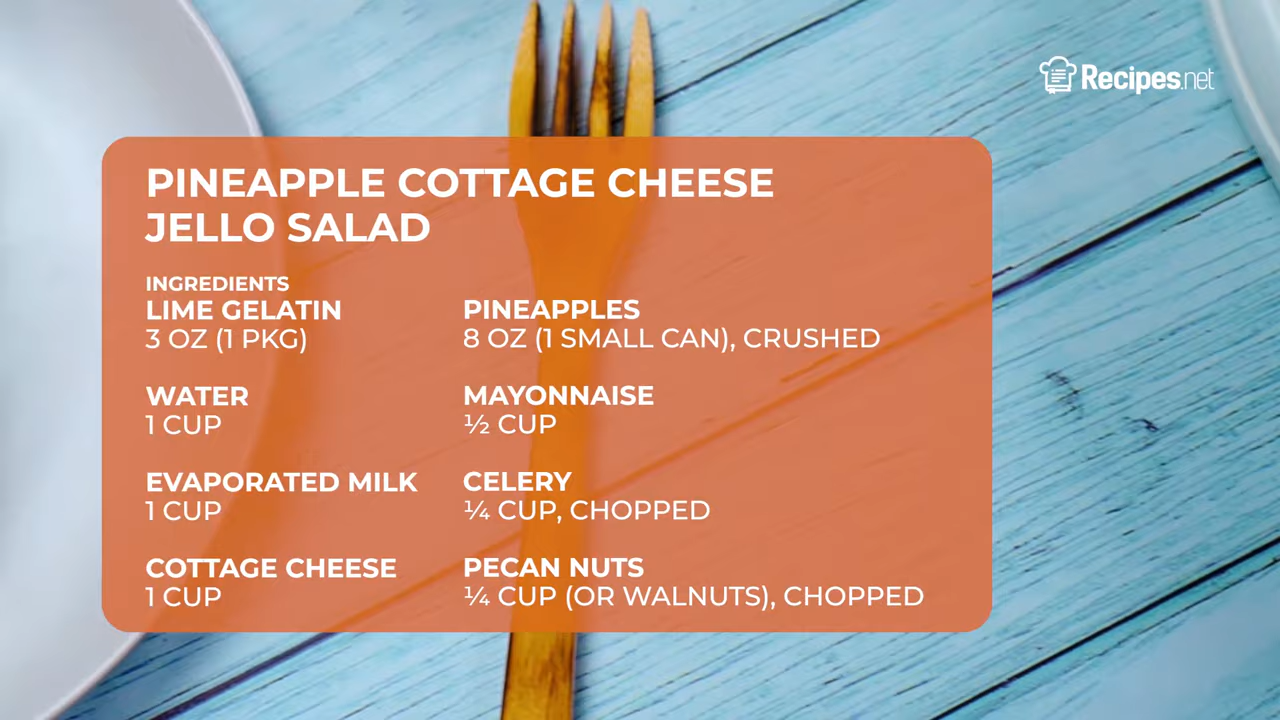 Recipes.net
PINEAPPLE COTTAGE CHEESE
JELLO SALAD
INGREDIENTS
LIME GELATIN
3 OZ (1 PKG)
WATER
1 CUP
EVAPORATED MILK
1 CUP
COTTAGE CHEESE
1 CUP
PINEAPPLES
8 OZ (1 SMALL CAN), CRUSHED
MAYONNAISE
½ CUP
CELERY
¼ CUP, CHOPPED
PECAN NUTS
¼ CUP (OR WALNUTS), CHOPPED